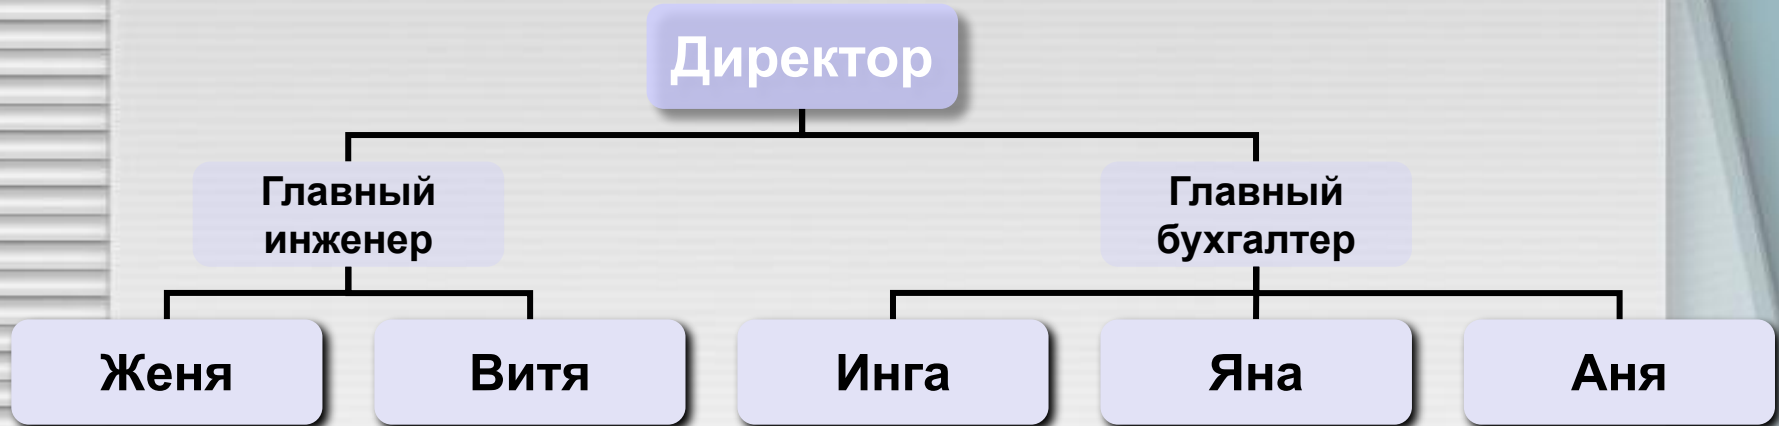 Директор
Главный
инженер
Главный
бухгалтер
Женя
Витя
Инга
Яна
Аня